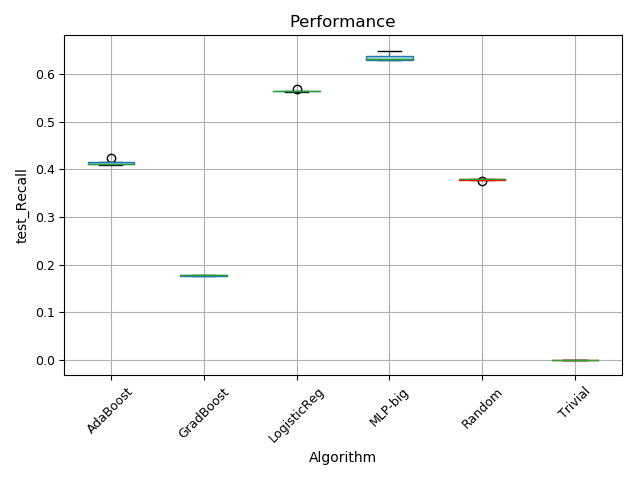 Performance
test_Recall
0.6
0.5
0.4
0.3
0.2
0.1
0.0
AdaBoost
GradBoost
LogisticReg
MLP-big
Random
Trivial
Algorithm